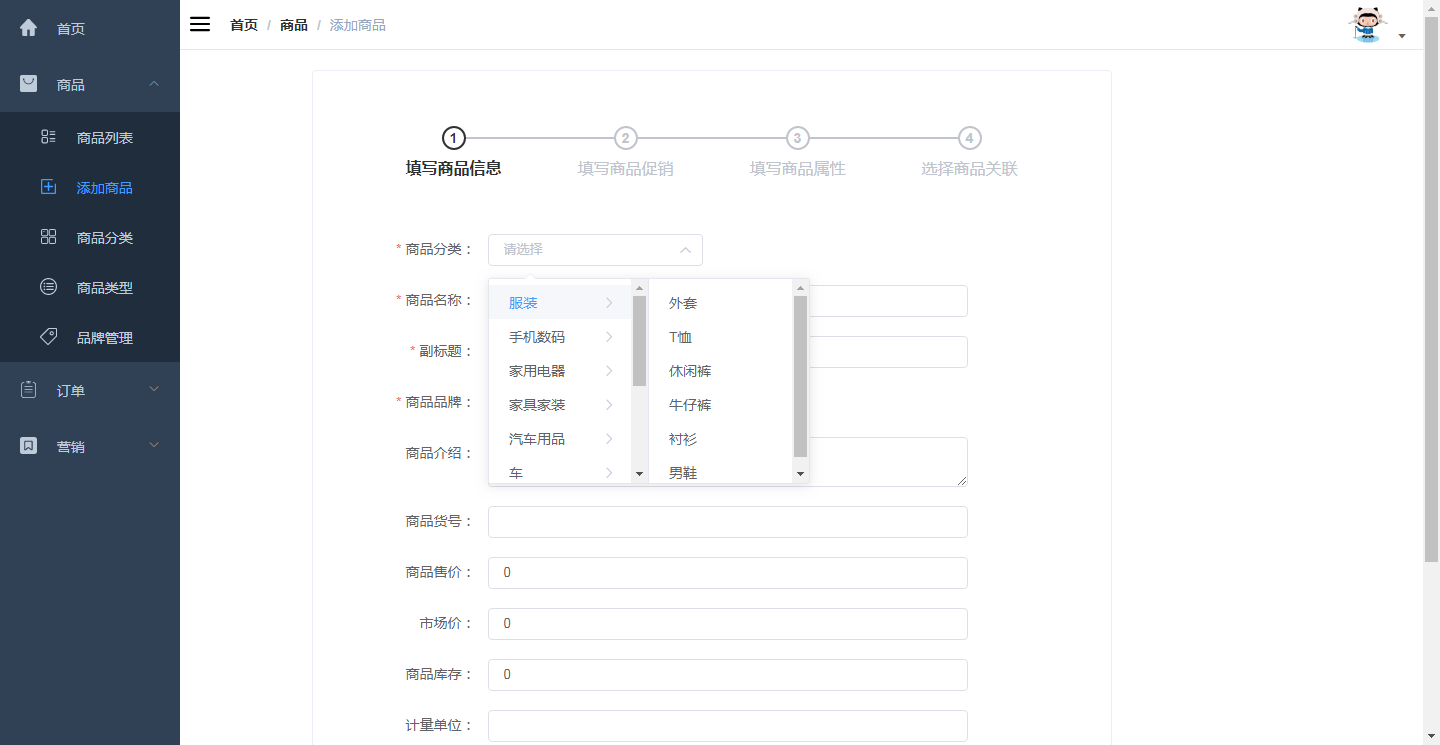 首页
商品
商品列表
添加商品
商品分类
商品类型
品牌管理
订单
营销
首页 / 商品 / 添加商品
1 2 3 4
填写商品信息 填写商品促销 填写商品属性 选择商品关联
* 商品分类： 请选择
* 商品名称：
* 副标题：
* 商品品牌：
商品介绍：
服装
手机数码
家用电器
家具家装
汽车用品
车
外套
T恤
休闲裤
牛仔裤
衬衫
男鞋
商品货号：
商品售价： 0
市场价： 0
商品库存： 0
计量单位：